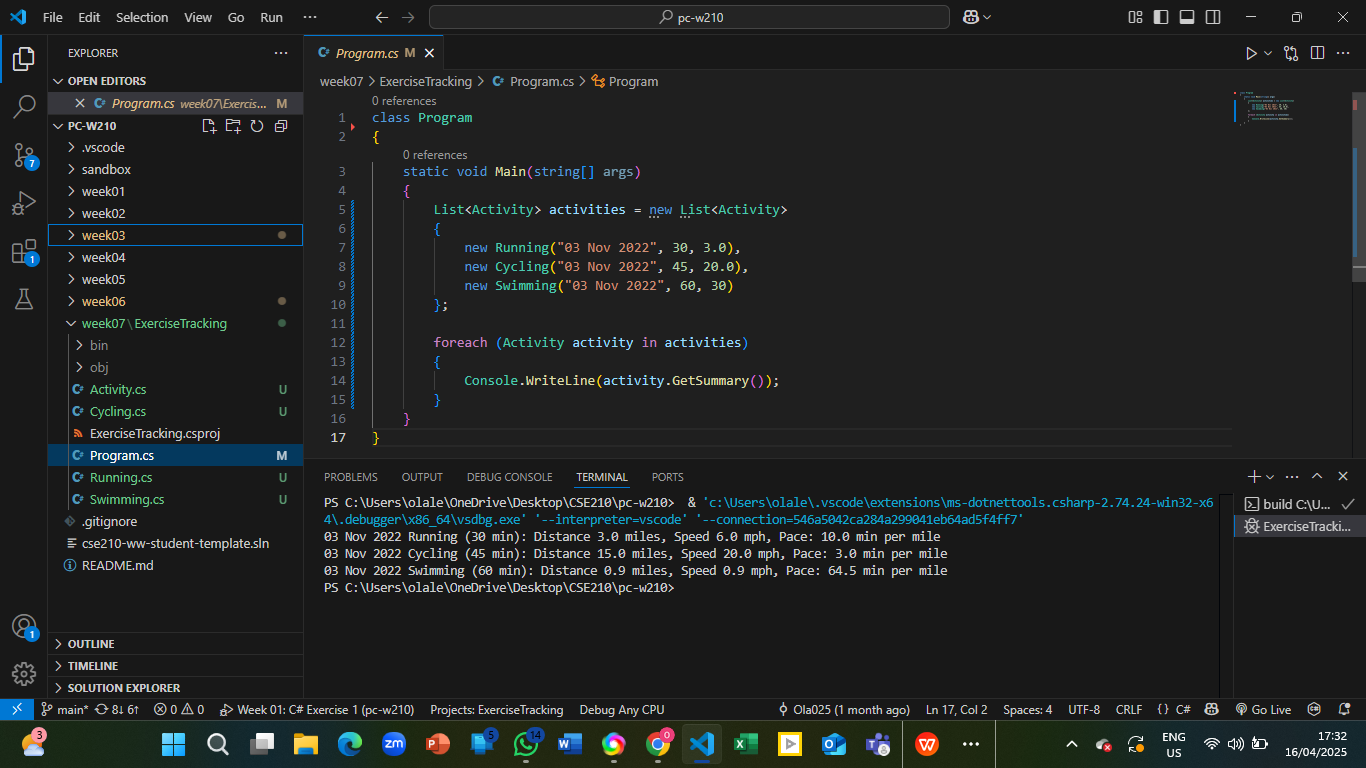 File Edit Selection View Go Run ··· pc-w210
EXPLORER ···
OPEN EDITORS
Program.cs week07\Exercis... M
PC-W210
.vscode
sandbox
week01
week02
week03
week04
week05
week06
week07\ExerciseTracking
bin
obj
Activity.cs U
Cycling.cs U
ExerciseTracking.csproj
Program.cs M
Running.cs U
Swimming.cs U
.gitignore
cse210-ww-student-template.sln
README.md
OUTLINE
TIMELINE
SOLUTION EXPLORER
7
1
1
Program.cs M
week07 > ExerciseTracking > Program.cs > Program
0 references
1 class Program
2 {
0 references
3 static void Main(string[] args)
4 {
5 List<Activity> activities = new List<Activity>
6 {
7 new Running("03 Nov 2022", 30, 3.0),
8 new Cycling("03 Nov 2022", 45, 20.0),
9 new Swimming("03 Nov 2022", 60, 30)
10 };
11
12 foreach (Activity activity in activities)
13 {
14 Console.WriteLine(activity.GetSummary());
15 }
16 }
17 }
PROBLEMS OUTPUT DEBUG CONSOLE TERMINAL PORTS
PS C:\Users\olale\OneDrive\Desktop\CSE210\pc-w210> & 'c:\Users\olale\.vscode\extensions\ms-dotnettools.csharp-2.74.24-win32-x6
4\.debugger\x86_64\vsdbg.exe' '--interpreter=vscode' '--connection=546a5042ca284a299041eb64ad5f4ff7'
03 Nov 2022 Running (30 min): Distance 3.0 miles, Speed 6.0 mph, Pace: 10.0 min per mile
03 Nov 2022 Cycling (45 min): Distance 15.0 miles, Speed 20.0 mph, Pace: 3.0 min per mile
03 Nov 2022 Swimming (60 min): Distance 0.9 miles, Speed 0.9 mph, Pace: 64.5 min per mile
PS C:\Users\olale\OneDrive\Desktop\CSE210\pc-w210>
build C:\U...
ExerciseTracki...
main* 8↓ 6↑ 0 0 Week 01: C# Exercise 1 (pc-w210) Projects: ExerciseTracking Debug Any CPU Ola025 (1 month ago) Ln 17, Col 2 Spaces: 4 UTF-8 CRLF {} C# Go Live
3 zm 5 14 0 ENG 17:32
US 16/04/2025